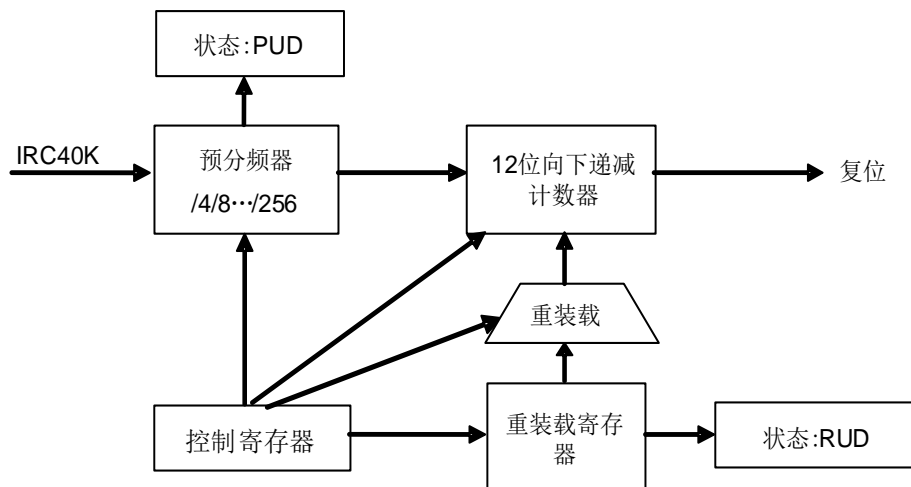 状态:PUD
IRC40K
预分频器
/4/8…/256
12位向下递减
计数器
复位
重装载
控制寄存器
重装载寄存
器
状态:RUD